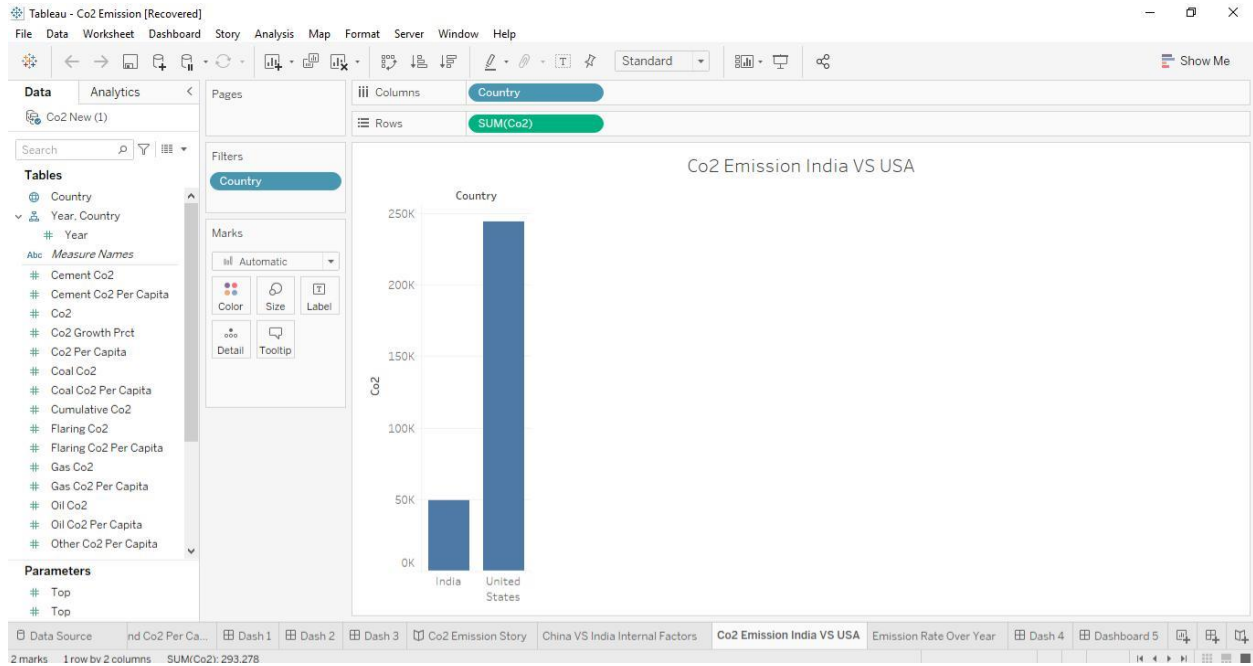 Tableau - Co2 Emission [Recovered]
File Data Worksheet Dashboard Story Analysis Map Format Server Window Help
Standard
Show Me
Data Analytics
Co2 New (1)
Search
Tables
Country
Year, Country
# Year
Abc Measure Names
# Cement Co2
# Cement Co2 Per Capita
# Co2
# Co2 Growth Prct
# Co2 Per Capita
# Coal Co2
# Coal Co2 Per Capita
# Cumulative Co2
# Flaring Co2
# Flaring Co2 Per Capita
# Gas Co2
# Gas Co2 Per Capita
# Oil Co2
# Oil Co2 Per Capita
# Other Co2 Per Capita
Parameters
# Top
# Top
Pages
Filters
Country
Marks
Automatic
Color Size Label
Detail Tooltip
Columns Country
Rows SUM(Co2)
Co2 Emission India VS USA
Country
250K
200K
150K
100K
50K
0K
Co2
India United
States
Data Source nd Co2 Per Ca... Dash 1 Dash 2 Dash 3 Co2 Emission Story China VS India Internal Factors Co2 Emission India VS USA Emission Rate Over Year Dash 4 Dashboard 5
2 marks 1 row by 2 columns SUM(Co2): 293,278